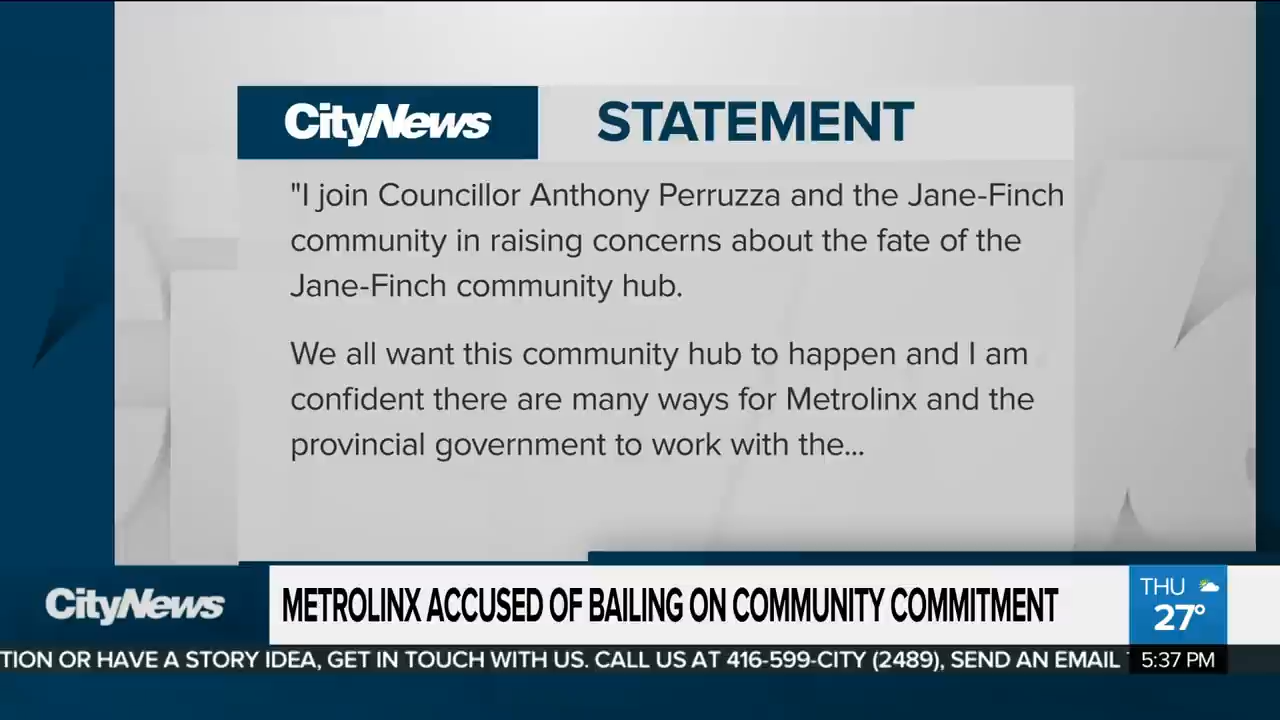 CityNews STATEMENT
"I join Councillor Anthony Perruzza and the Jane-Finch
community in raising concerns about the fate of the
Jane-Finch community hub.
We all want this community hub to happen and I am
confident there are many ways for Metrolinx and the
provincial government to work with the...
CityNews METROLINX ACCUSED OF BAILING ON COMMUNITY COMMITMENT THU
27°
TION OR HAVE A STORY IDEA, GET IN TOUCH WITH US. CALL US AT 416-599-CITY (2489), SEND AN EMAIL 5:37 PM